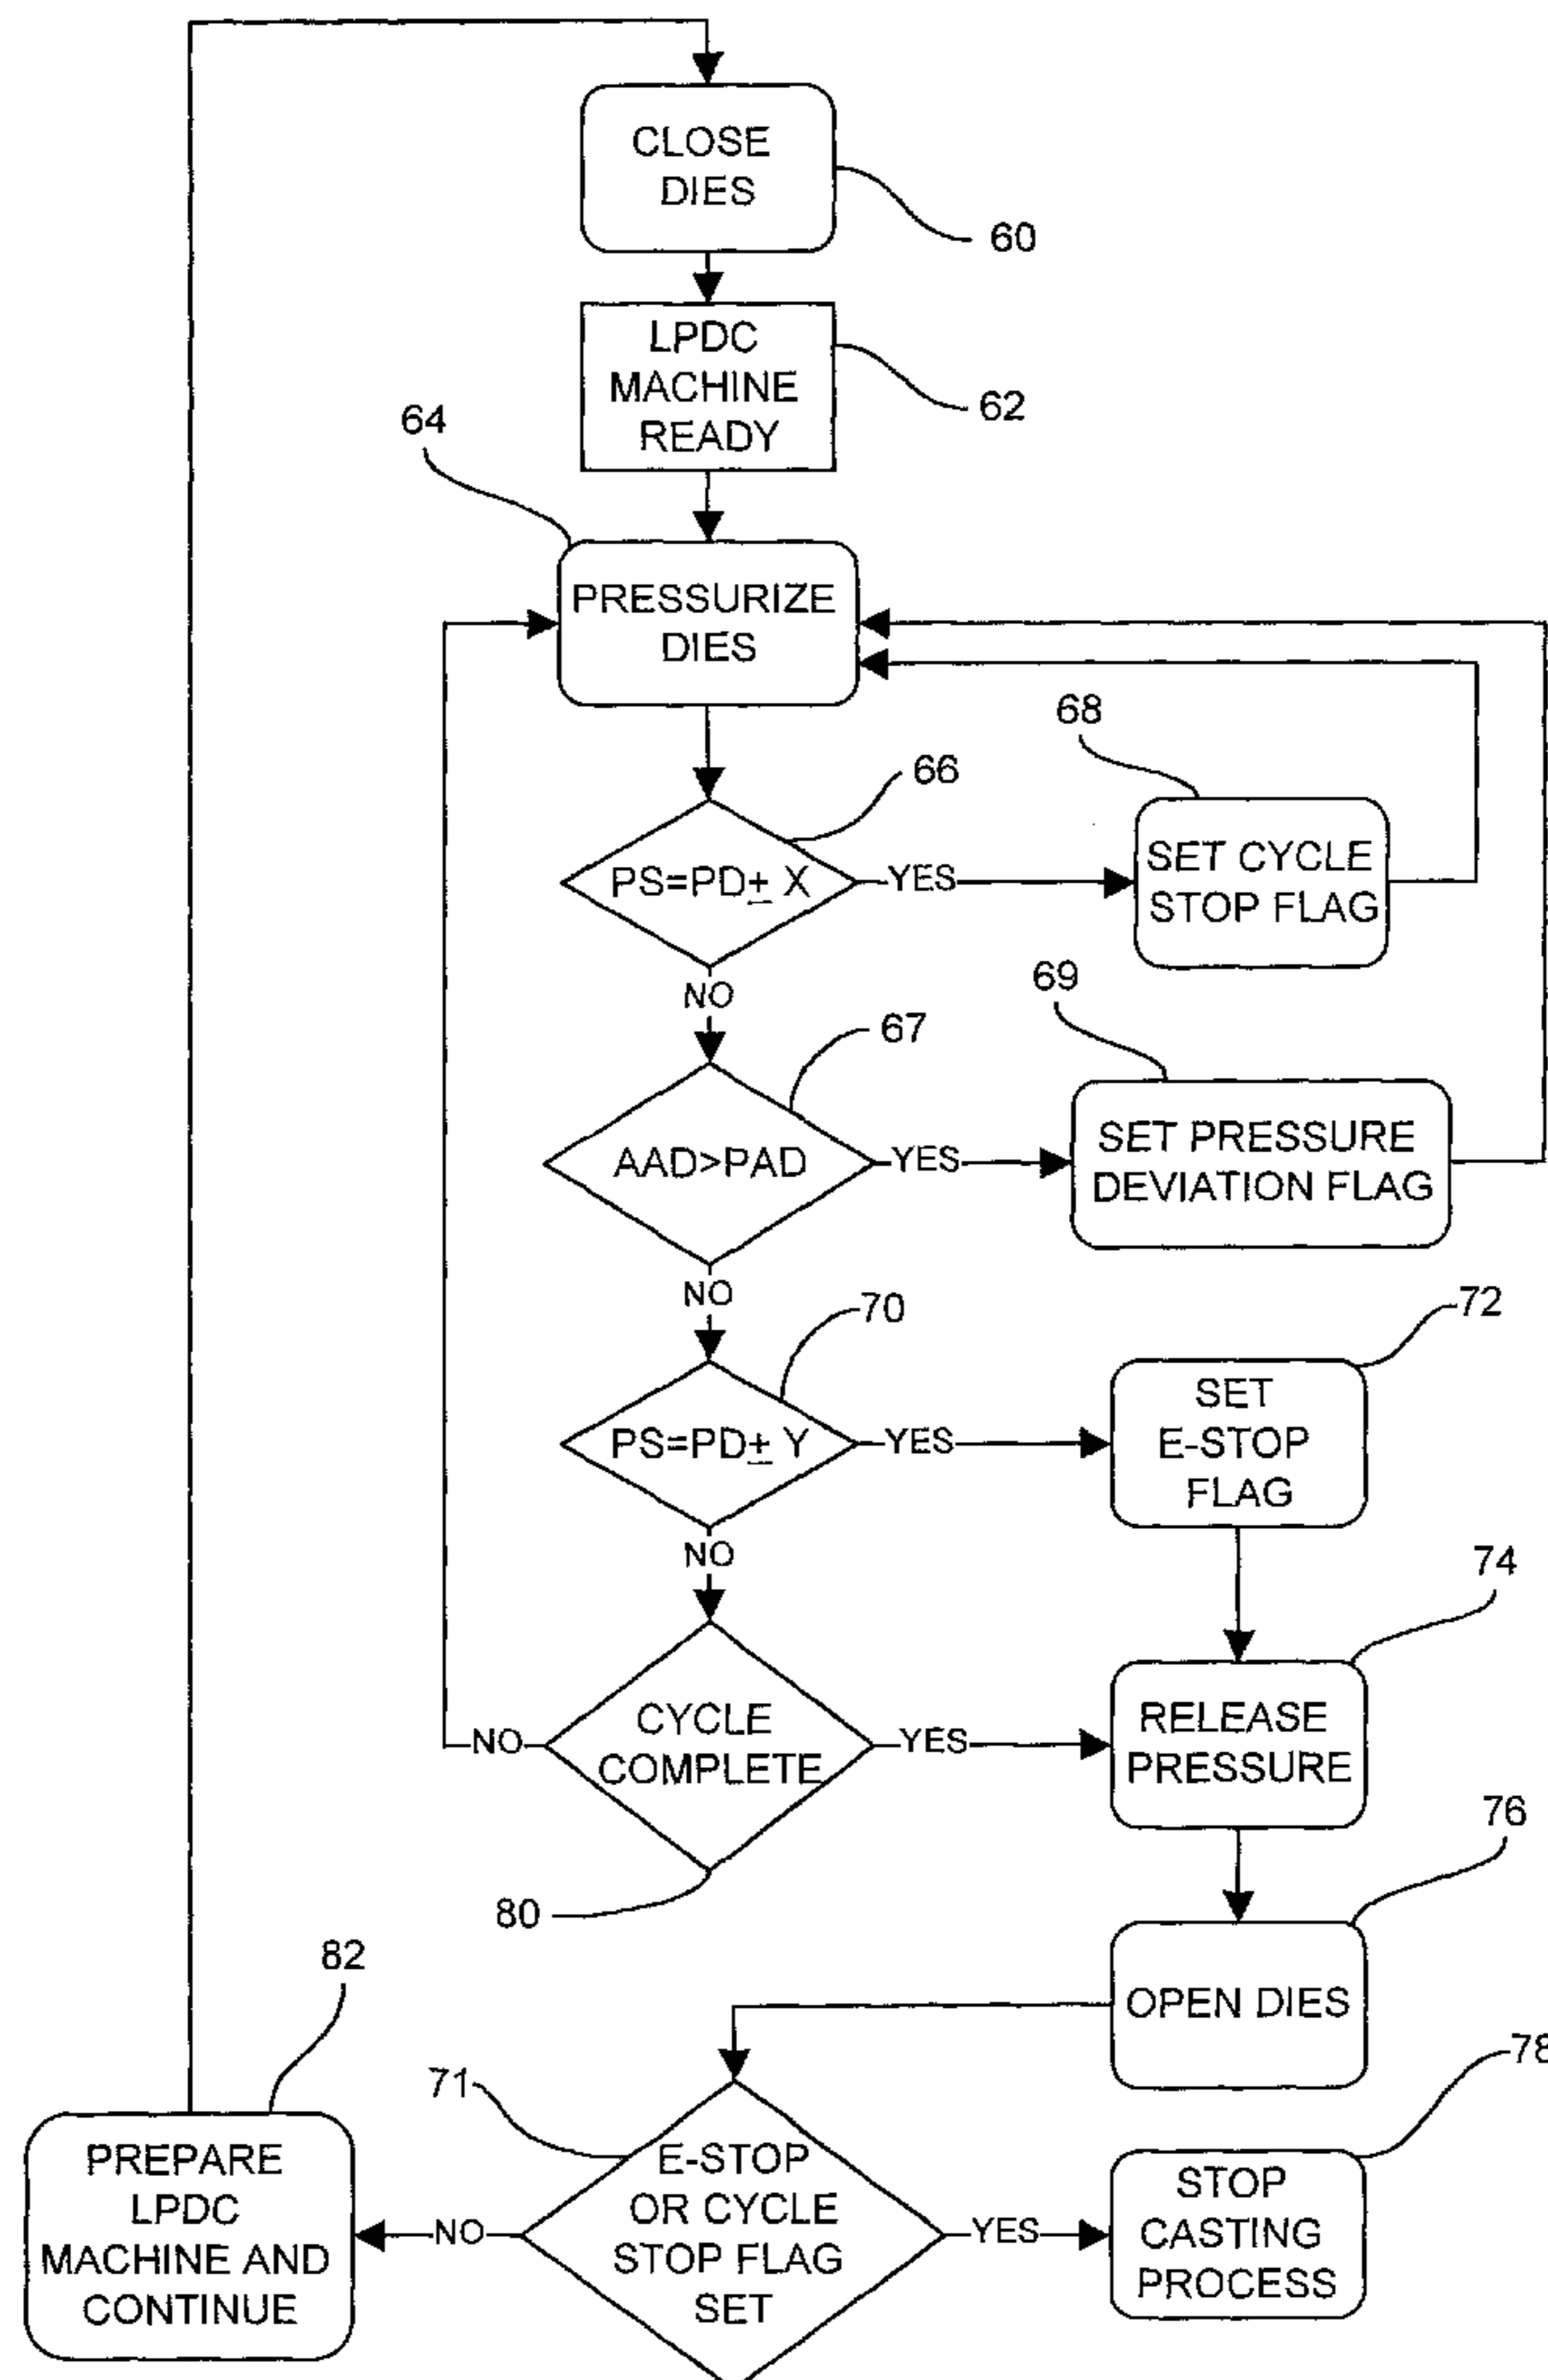 CLOSE
DIES
60
LPDC
MACHINE
READY
62
64
PRESSURIZE
DIES
66
68
PS=PD± X
YES
SET CYCLE
STOP FLAG
NO
67
69
AAD>PAD
YES
SET PRESSURE
DEVIATION FLAG
NO
70
72
PS=PD± Y
YES
SET
E-STOP
FLAG
NO
74
NO
CYCLE
COMPLETE
YES
RELEASE
PRESSURE
80
76
OPEN DIES
82
71
78
PREPARE
LPDC
MACHINE AND
CONTINUE
NO
E-STOP
OR CYCLE
STOP FLAG
SET
YES
STOP
CASTING
PROCESS